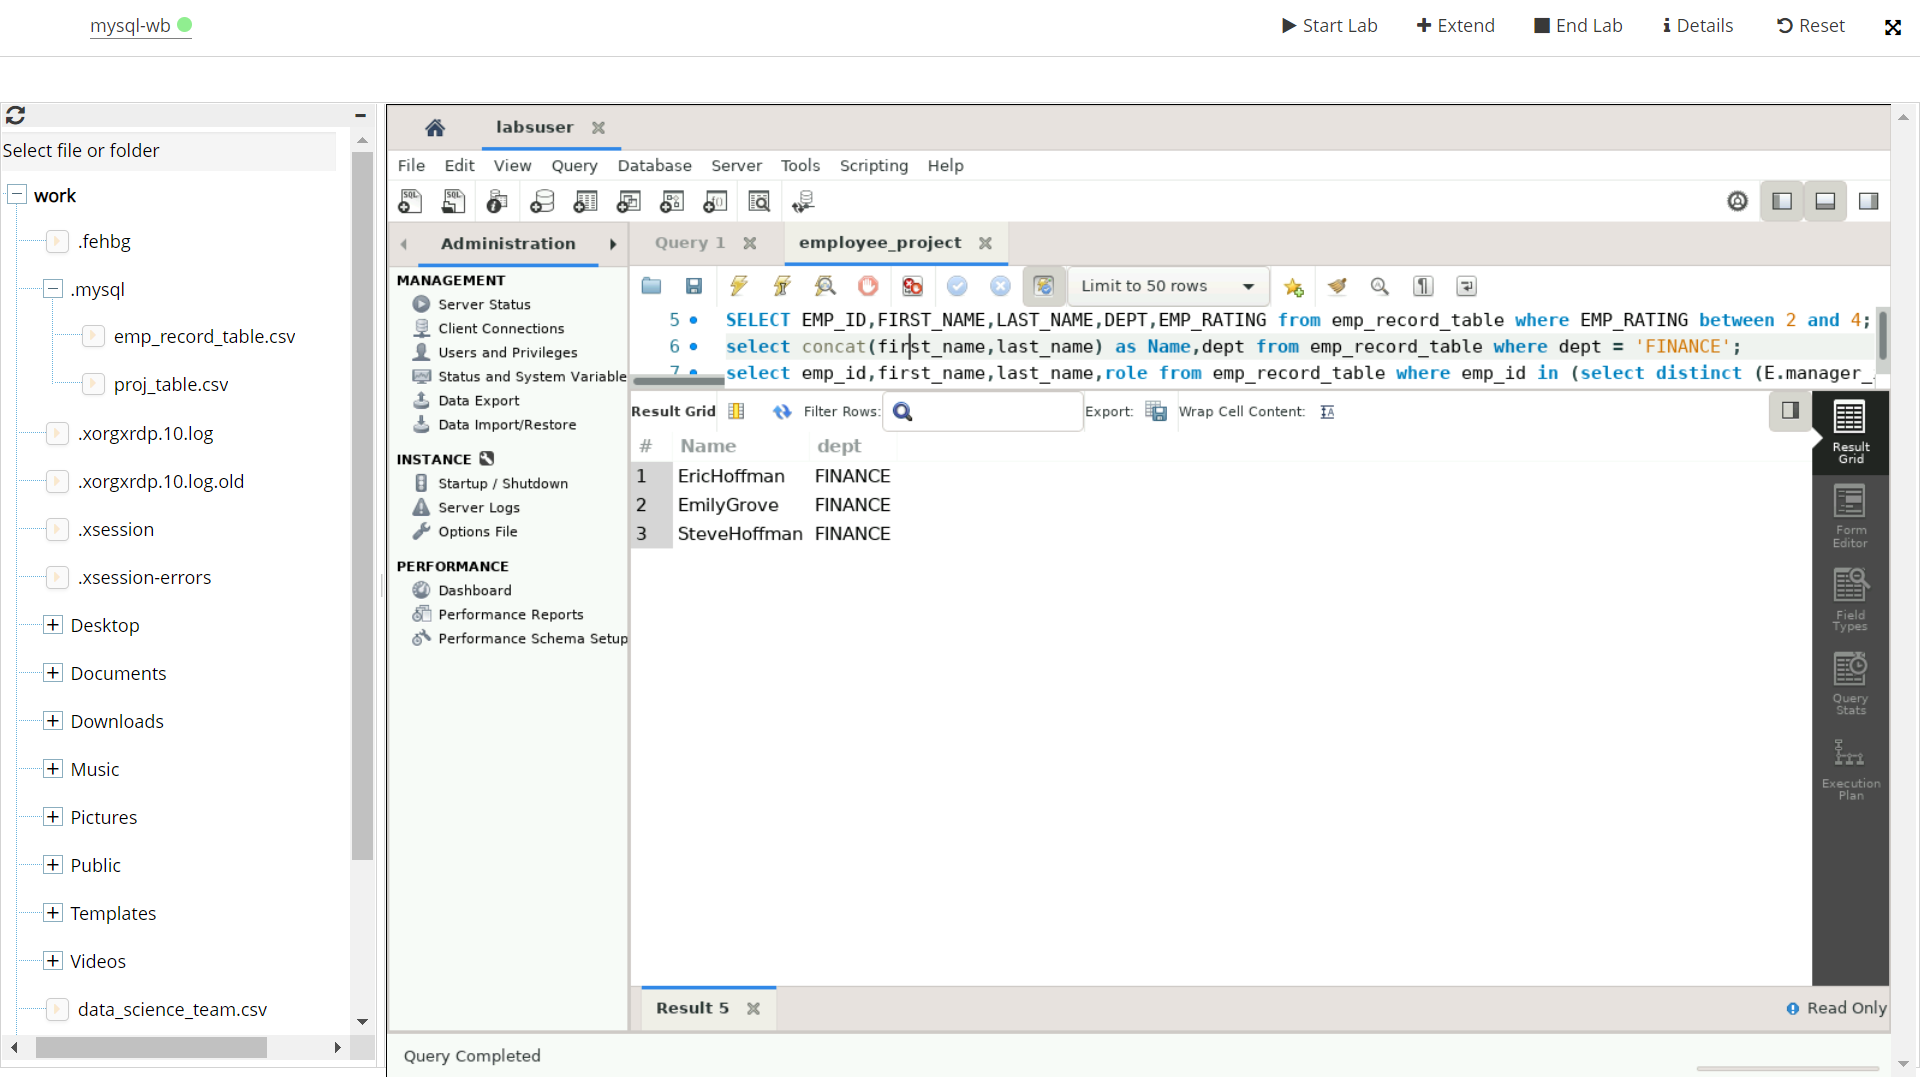 mysql-wb
Start Lab Extend End Lab Details Reset
Select file or folder
work
.fehbg
.mysql
emp_record_table.csv
proj_table.csv
.xorgxrdp.10.log
.xorgxrdp.10.log.old
.xsession
.xsession-errors
Desktop
Documents
Downloads
Music
Pictures
Public
Templates
Videos
data_science_team.csv
labsuser
File Edit View Query Database Server Tools Scripting Help
Administration
MANAGEMENT
Server Status
Client Connections
Users and Privileges
Status and System Variable
Data Export
Data Import/Restore
INSTANCE
Startup / Shutdown
Server Logs
Options File
PERFORMANCE
Dashboard
Performance Reports
Performance Schema Setup
Query 1 employee_project
Limit to 50 rows
5 SELECT EMP_ID,FIRST_NAME,LAST_NAME,DEPT,EMP_RATING from emp_record_table where EMP_RATING between 2 and 4;
6 select concat(first_name,last_name) as Name,dept from emp_record_table where dept = 'FINANCE';
7 select emp_id,first_name,last_name,role from emp_record_table where emp_id in (select distinct (E.manager_
Result Grid Filter Rows: Export: Wrap Cell Content:
# Name dept
1 EricHoffman FINANCE
2 EmilyGrove FINANCE
3 SteveHoffman FINANCE
Result
Grid
Form
Editor
Field
Types
Query
Stats
Execution
Plan
Result 5
Read Only
Query Completed